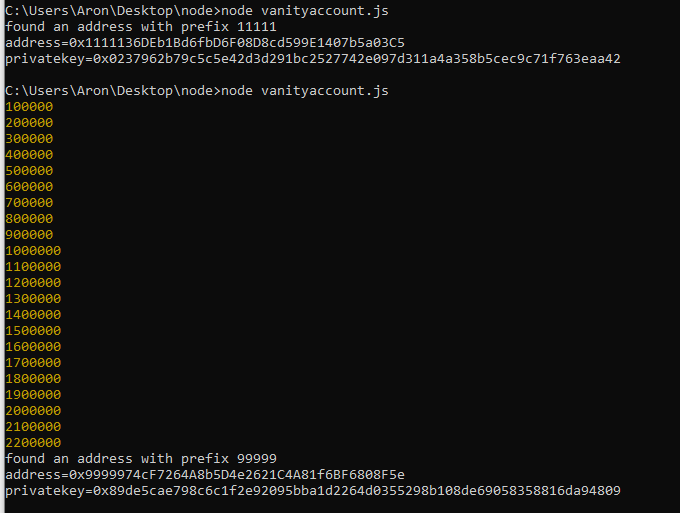 C:\Users\Aron\Desktop\node>node vanityaccount.js
found an address with prefix 11111
address=0x1111136DEb1Bd6fbD6F08D8cd599E1407b5a03C5
privatekey=0x0237962b79c5c5e42d3d291bc2527742e097d311a4a358b5cec9c71f763eaa42
C:\Users\Aron\Desktop\node>node vanityaccount.js
100000
200000
300000
400000
500000
600000
700000
800000
900000
1000000
1100000
1200000
1300000
1400000
1500000
1600000
1700000
1800000
1900000
2000000
2100000
2200000
found an address with prefix 99999
address=0x9999974cF7264A8b5D4e2621C4A81f6BF6808F5e
privatekey=0x89de5cae798c6c1f2e92095bba1d2264d0355298b108de69058358816da94809